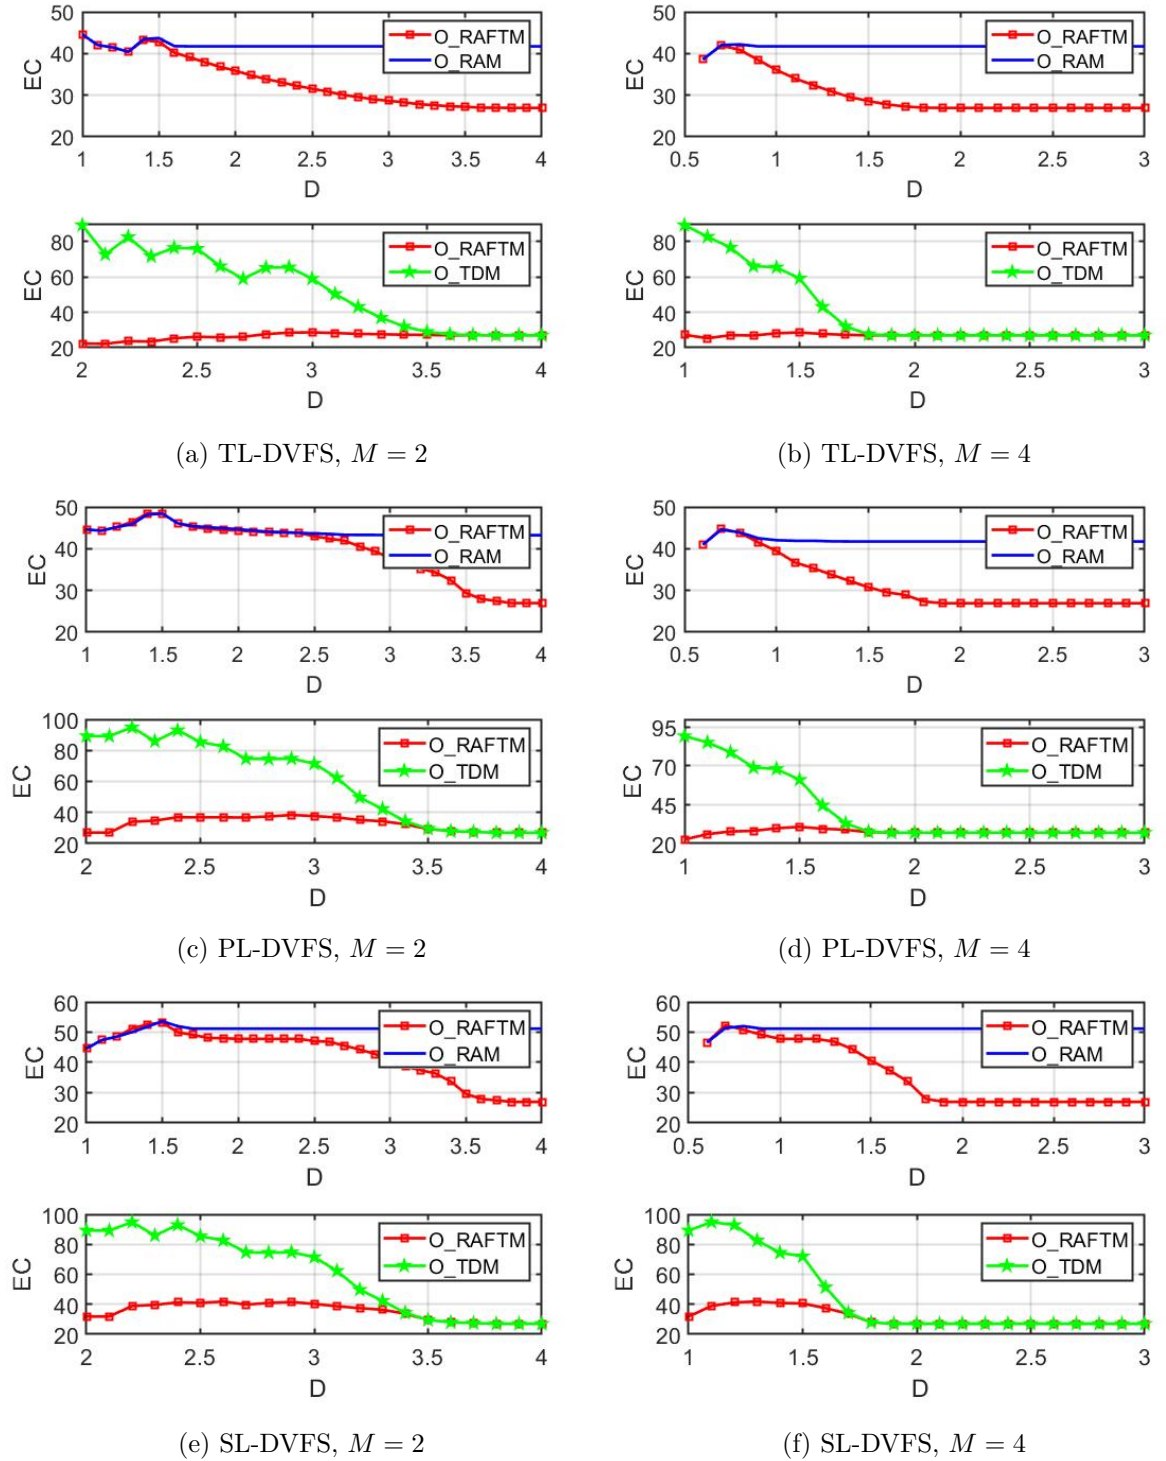 50
40
30
20
EC
O_RAFTM
O_RAM
1 1.5 2 2.5 3 3.5 4
D
50
40
30
20
EC
O_RAFTM
O_RAM
0.5 1 1.5 2 2.5 3
D
80
60
40
20
EC
O_RAFTM
O_TDM
2 2.5 3 3.5 4
D
80
60
40
20
EC
O_RAFTM
O_TDM
1 1.5 2 2.5 3
D
(a) TL-DVFS, M = 2
(b) TL-DVFS, M = 4
50
40
30
20
EC
O_RAFTM
O_RAM
1 1.5 2 2.5 3 3.5 4
D
50
40
30
20
EC
O_RAFTM
O_RAM
0.5 1 1.5 2 2.5 3
D
100
80
60
40
20
EC
O_RAFTM
O_TDM
2 2.5 3 3.5 4
D
95
70
45
20
EC
O_RAFTM
O_TDM
1 1.5 2 2.5 3
D
(c) PL-DVFS, M = 2
(d) PL-DVFS, M = 4
60
50
40
30
20
EC
O_RAFTM
O_RAM
1 1.5 2 2.5 3 3.5 4
D
60
50
40
30
20
EC
O_RAFTM
O_RAM
0.5 1 1.5 2 2.5 3
D
100
80
60
40
20
EC
O_RAFTM
O_TDM
2 2.5 3 3.5 4
D
100
80
60
40
20
EC
O_RAFTM
O_TDM
1 1.5 2 2.5 3
D
(e) SL-DVFS, M = 2
(f) SL-DVFS, M = 4